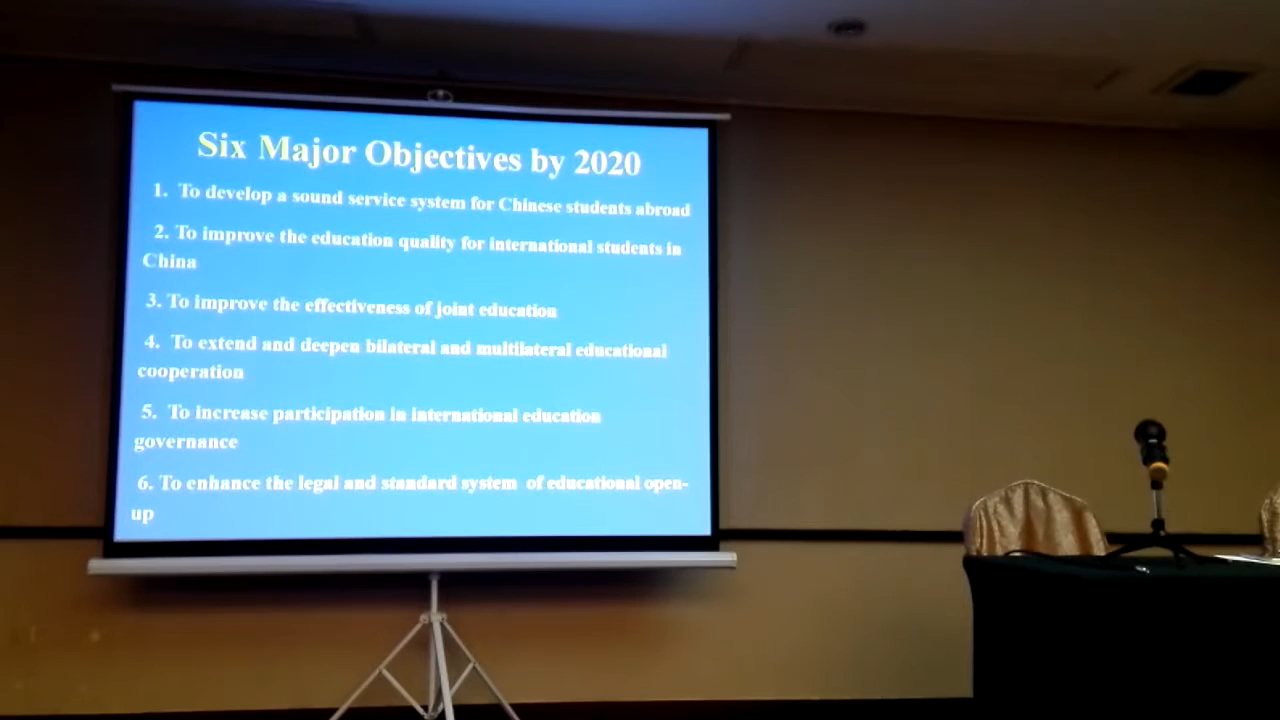 Six Major Objectives by 2020
1. To develop a sound service system for Chinese students abroad
2. To improve the education quality for international students in
China
3. To improve the effectiveness of joint education
4. To extend and deepen bilateral and multilateral educational
cooperation
5. To increase participation in international education
governance
6. To enhance the legal and standard system of educational open-
up